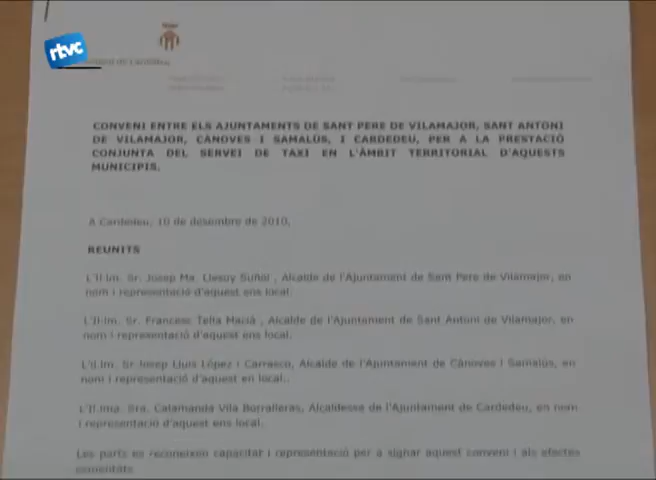 rtvc
CONVENI ENTRE ELS AJUNTAMENTS DE SANT PERE DE VILAMAJOR, SANT ANTONI
DE VILAMAJOR, CANOVES I SAMALÚS, I CARDEDEU, PER A LA PRESTACIÓ
CONJUNTA DEL SERVEI DE TAXI EN L'ÀMBIT TERRITORIAL D'AQUESTS
MUNICIPIS.
A Cardedeu, 10 de desembre de 2010.
REUNITS
L'Il·lm. Sr. Josep Ma. Llesuy Suñol , Alcalde de l'Ajuntament de Sant Pere de Vilamajor, en
nom i representació d'aquest ens local.
L'Il·lm. Sr. Francesc Tella Macià , Alcalde de l'Ajuntament de Sant Antoni de Vilamajor, en
nom i representació d'aquest ens local.
L'Il·lm. Sr Josep Lluis López i Carrasco, Alcalde de l'Ajuntament de Cànoves i Samalús, en
nom i representació d'aquest en local..
L'Il·lma. Sra. Calamanda Vila Borralleras, Alcaldessa de l'Ajuntament de Cardedeu, en nom
i representació d'aquest ens local.
Les parts es reconeixen capacitat i representació per a signar aquest conveni i als efectes
esmentats